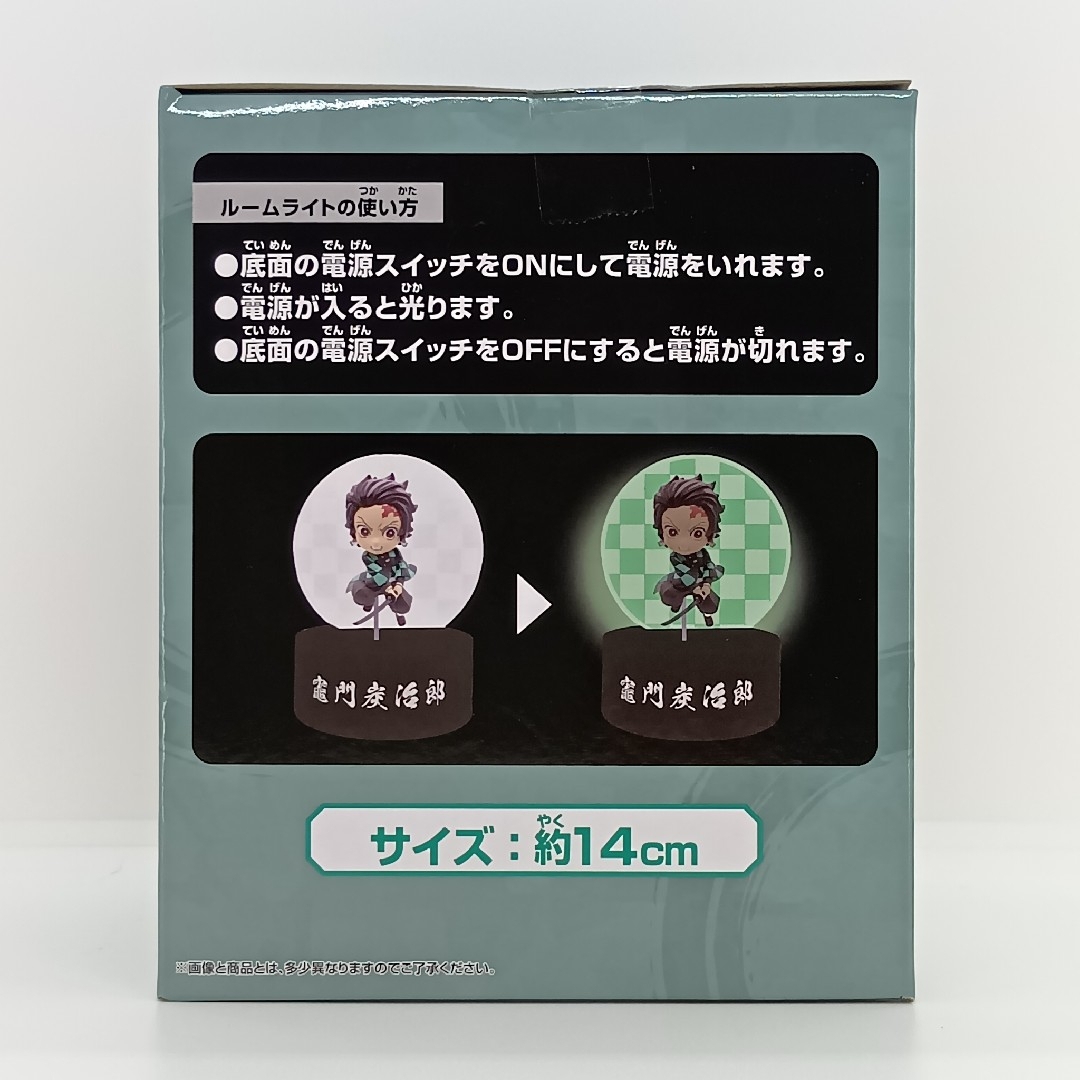 ルームライトの使い方
●底面の電源スイッチをONにして電源をいれます。
●電源が入ると光ります。
●底面の電源スイッチをOFFにすると電源が切れます。
竈門炭治郎
竈門炭治郎
サイズ：約14cm
※画像と商品とは、多少異なりますのでご了承ください。